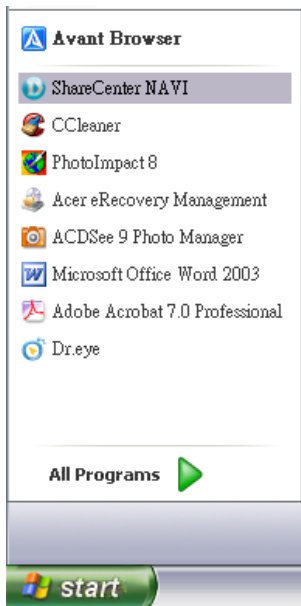 Avant Browser
ShareCenter NAVI
CCleaner
PhotoImpact 8
Acer eRecovery Management
ACDSee 9 Photo Manager
Microsoft Office Word 2003
Adobe Acrobat 7.0 Professional
Dr.eye
All Programs
start